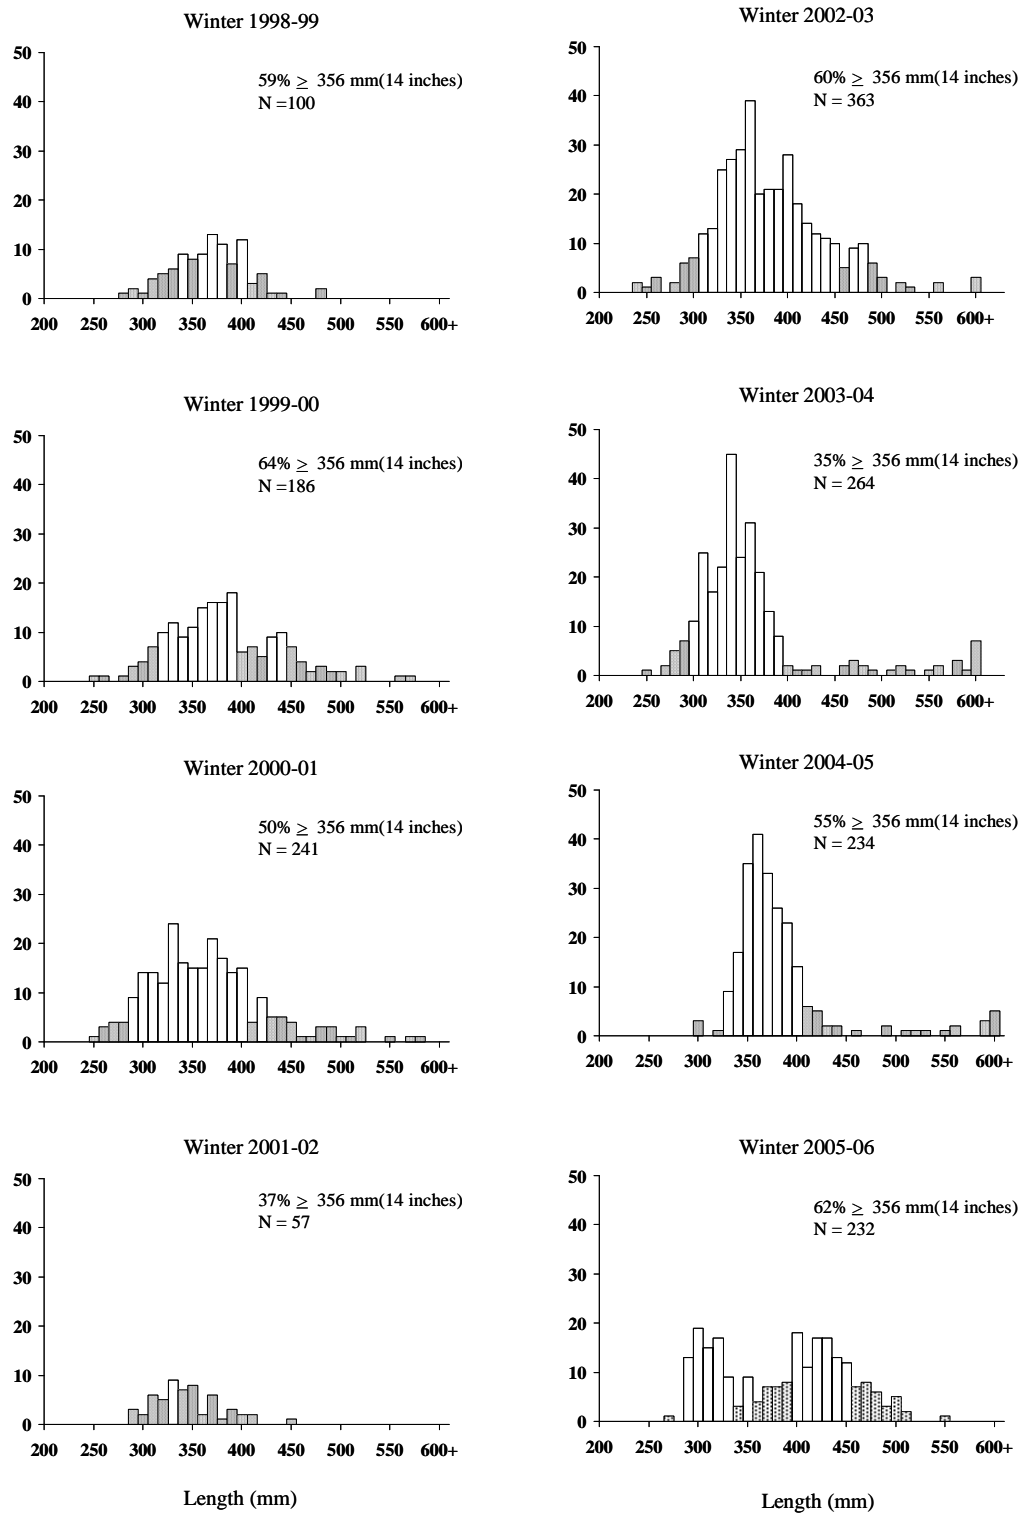 Winter 1998-99
50
40
30
20
10
0
59% ≥ 356 mm(14 inches)
N =100
200 250 300 350 400 450 500 550 600+
Winter 1999-00
50
40
30
20
10
0
64% ≥ 356 mm(14 inches)
N =186
200 250 300 350 400 450 500 550 600+
Winter 2000-01
50
40
30
20
10
0
50% ≥ 356 mm(14 inches)
N = 241
200 250 300 350 400 450 500 550 600+
Winter 2001-02
50
40
30
20
10
0
37% ≥ 356 mm(14 inches)
N = 57
200 250 300 350 400 450 500 550 600+
Length (mm)
Winter 2002-03
50
40
30
20
10
0
60% ≥ 356 mm(14 inches)
N = 363
200 250 300 350 400 450 500 550 600+
Winter 2003-04
50
40
30
20
10
0
35% ≥ 356 mm(14 inches)
N = 264
200 250 300 350 400 450 500 550 600+
Winter 2004-05
50
40
30
20
10
0
55% ≥ 356 mm(14 inches)
N = 234
200 250 300 350 400 450 500 550 600+
Winter 2005-06
50
40
30
20
10
0
62% ≥ 356 mm(14 inches)
N = 232
200 250 300 350 400 450 500 550 600+
Length (mm)